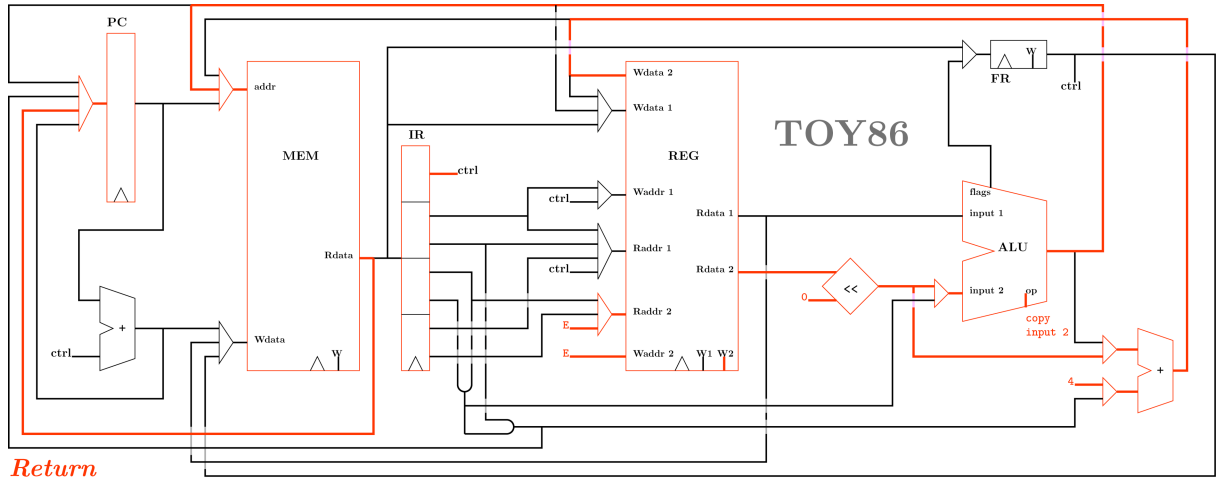 PC
W
FR
ctrl
Wdata 2
addr
Wdata 1
TOY86
IR
MEM
REG
ctrl
flags
Waddr 1
ctrl
Rdata 1
input 1
Raddr 1
ALU
Rdata
ctrl
Rdata 2
<<
input 2
op
0
Raddr 2
copy
input 2
E
+
Wdata
ctrl
W
E
Waddr 2
W1
W2
+
4
Return